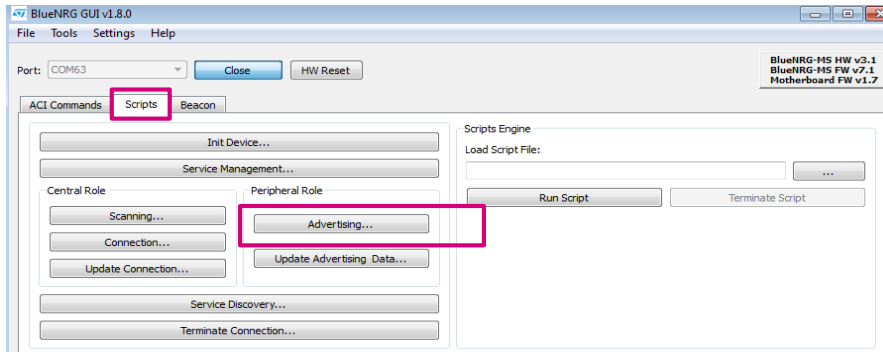 BlueNRG GUI v1.8.0
File Tools Settings Help
Port: COM63 Close HW Reset
BlueNRG-MS HW v3.1
BlueNRG-MS FW v7.1
Motherboard FW v1.7
ACI Commands Scripts Beacon
Init Device...
Service Management...
Central Role
Scanning...
Connection...
Update Connection...
Peripheral Role
Advertising...
Update Advertising Data...
Service Discovery...
Terminate Connection...
Scripts Engine
Load Script File:
...
Run Script Terminate Script